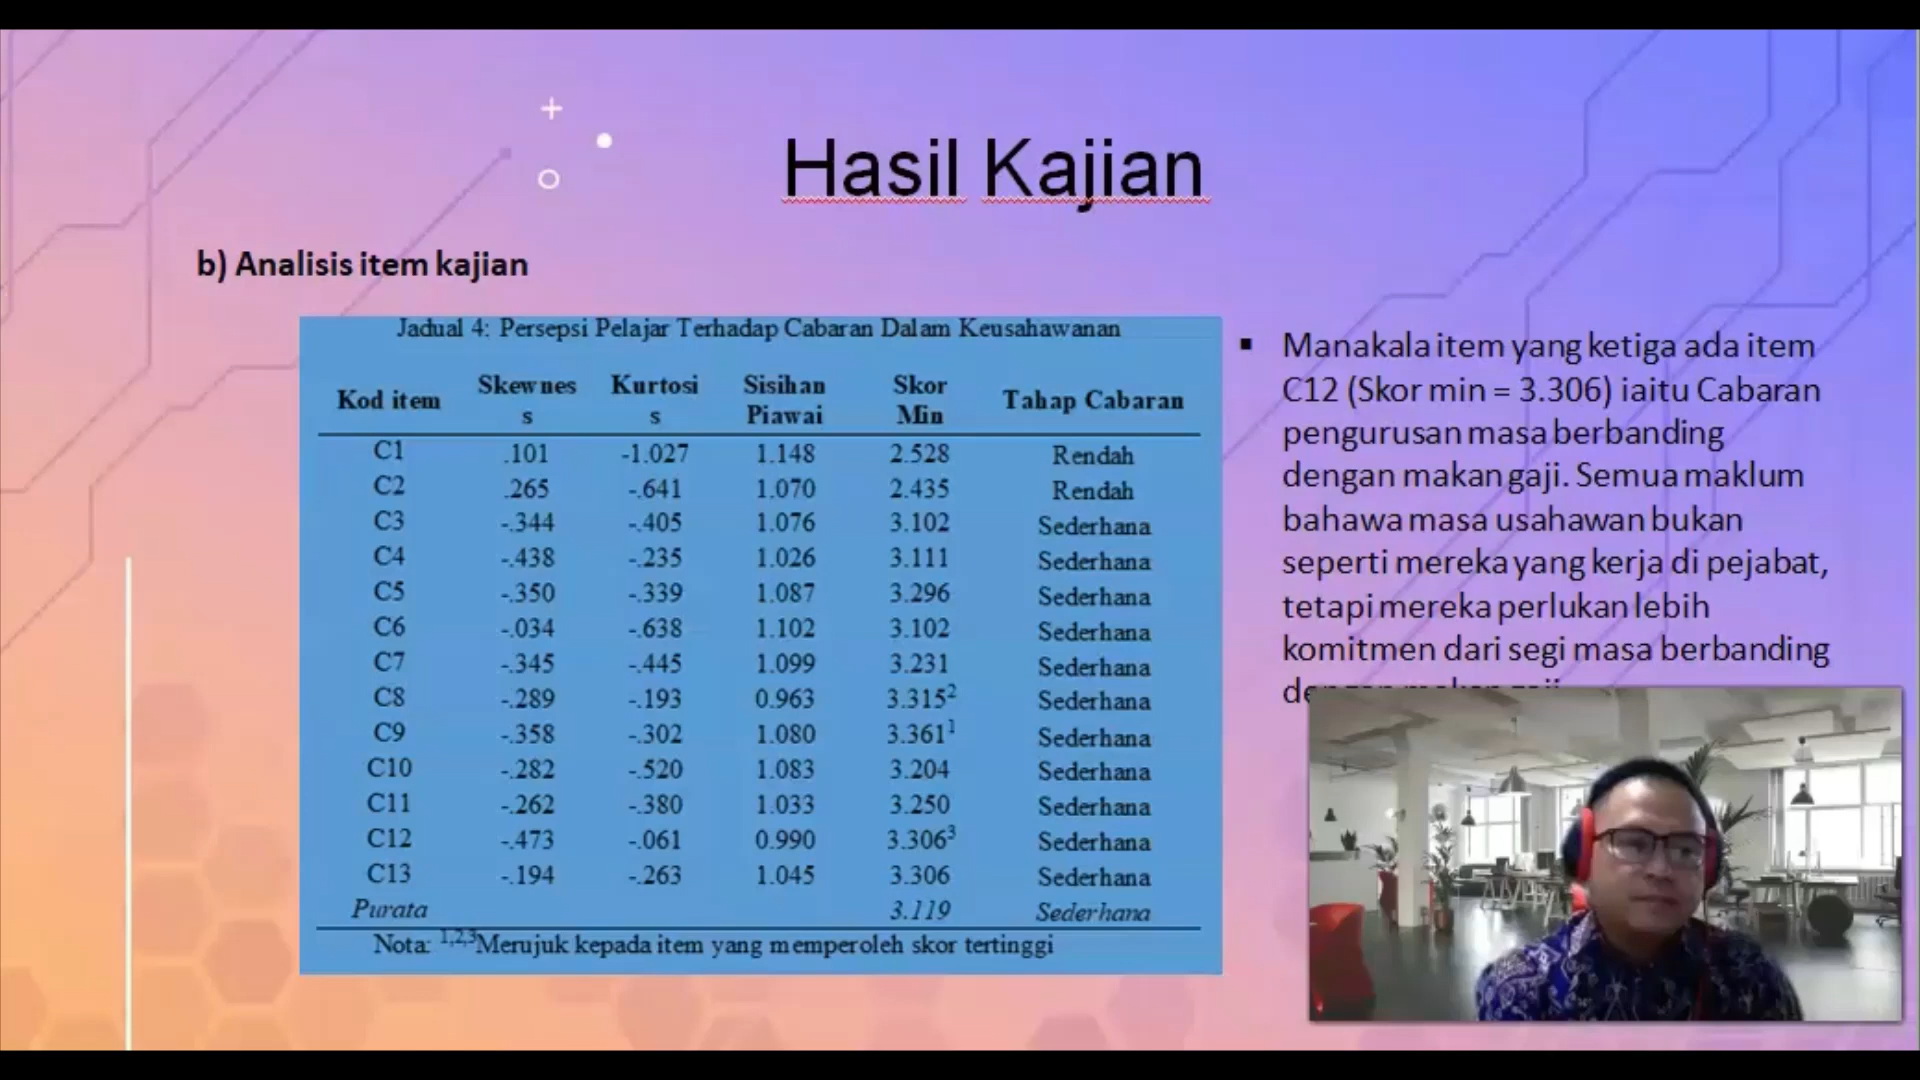 Hasil Kajian
b) Analisis item kajian
Jadual 4: Persepsi Pelajar Terhadap Cabaran Dalam Keusahawanan
Kod item Skewnes s Kurtosi s Sisihan Piawai Skor Min Tahap Cabaran
C1 .101 -1.027 1.148 2.528 Rendah
C2 .265 -.641 1.070 2.435 Rendah
C3 -.344 -.405 1.076 3.102 Sederhana
C4 -.438 -.235 1.026 3.111 Sederhana
C5 -.350 -.339 1.087 3.296 Sederhana
C6 -.034 -.638 1.102 3.102 Sederhana
C7 -.345 -.445 1.099 3.231 Sederhana
C8 -.289 -.193 0.963 3.315² Sederhana
C9 -.358 -.302 1.080 3.361¹ Sederhana
C10 -.282 -.520 1.083 3.204 Sederhana
C11 -.262 -.380 1.033 3.250 Sederhana
C12 -.473 -.061 0.990 3.306³ Sederhana
C13 -.194 -.263 1.045 3.306 Sederhana
Purata 3.119 Sederhana
Nota: ¹,²,³Merujuk kepada item yang memperoleh skor tertinggi
▪ Manakala item yang ketiga ada item
C12 (Skor min = 3.306) iaitu Cabaran
pengurusan masa berbanding
dengan makan gaji. Semua maklum
bahawa masa usahawan bukan
seperti mereka yang kerja di pejabat,
tetapi mereka perlukan lebih
komitmen dari segi masa berbanding